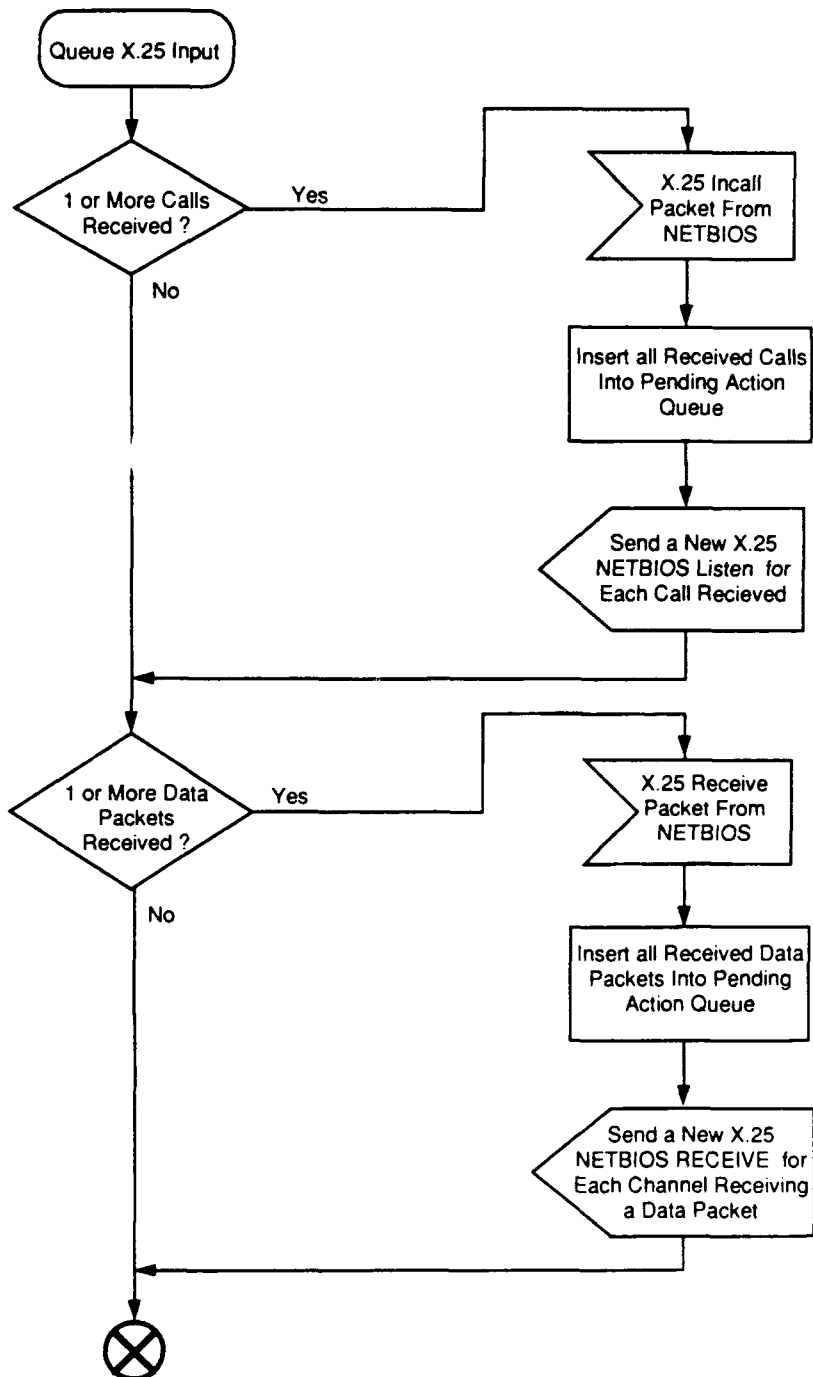 Queue X.25 Input
1 or More Calls
Received ?
Yes
No
X.25 Incall
Packet From
NETBIOS
Insert all Received Calls
Into Pending Action
Queue
Send a New X.25
NETBIOS Listen for
Each Call Recieved
1 or More Data
Packets
Received ?
Yes
No
X.25 Receive
Packet From
NETBIOS
Insert all Received Data
Packets Into Pending
Action Queue
Send a New X.25
NETBIOS RECEIVE for
Each Channel Receiving
a Data Packet